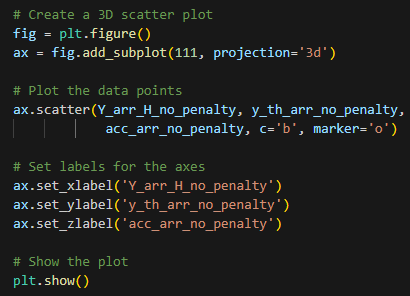 # Create a 3D scatter plot
fig = plt.figure()
ax = fig.add_subplot(111, projection='3d')

# Plot the data points
ax.scatter(Y_arr_H_no_penalty, y_th_arr_no_penalty,
            acc_arr_no_penalty, c='b', marker='o')

# Set labels for the axes
ax.set_xlabel('Y_arr_H_no_penalty')
ax.set_ylabel('y_th_arr_no_penalty')
ax.set_zlabel('acc_arr_no_penalty')

# Show the plot
plt.show()